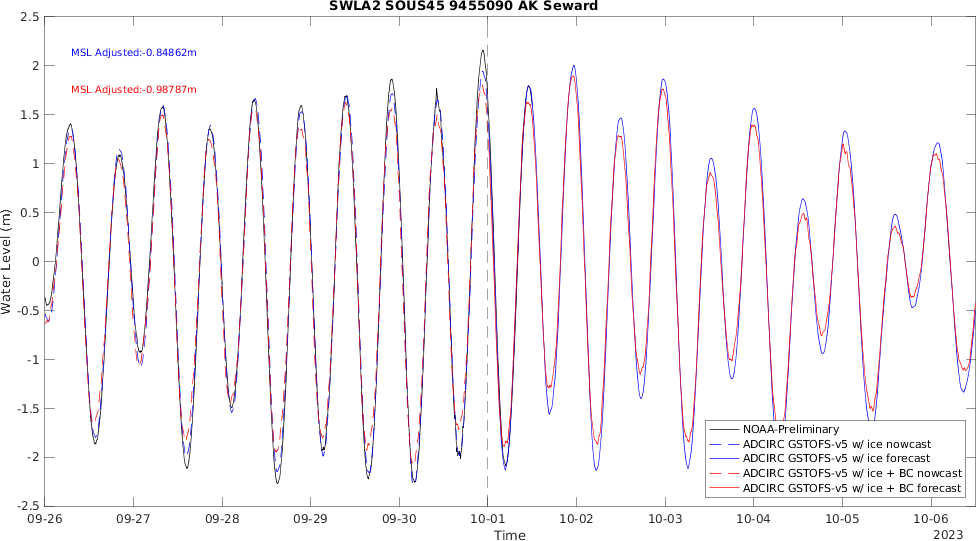 SWLA2 SOUS45 9455090 AK Seward
2.5
2
1.5
1
0.5
0
-0.5
-1
-1.5
-2
-2.5
Water Level (m)
MSL Adjusted:-0.84862m
MSL Adjusted:-0.98787m
NOAA-Preliminary
ADCIRC GSTOFS-v5 w/ ice nowcast
ADCIRC GSTOFS-v5 w/ ice forecast
ADCIRC GSTOFS-v5 w/ ice + BC nowcast
ADCIRC GSTOFS-v5 w/ ice + BC forecast
09-26 09-27 09-28 09-29 09-30 10-01 10-02 10-03 10-04 10-05 10-06
Time
2023